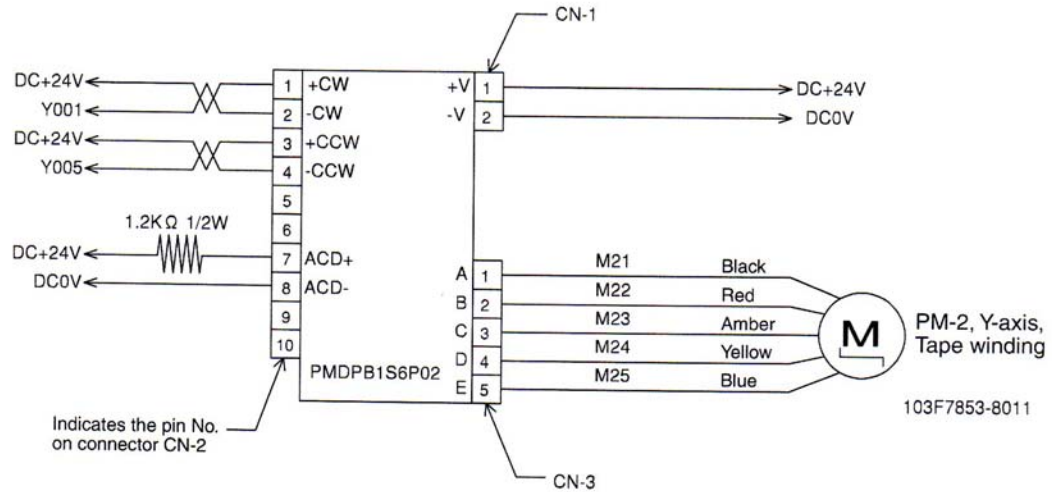 CN-1
DC+24V
Y001
DC+24V
Y005
1 +CW
2 -CW
3 +CCW
4 -CCW
5
6
7 ACD+
8 ACD-
9
10
+V 1
-V 2
DC+24V
DC0V
1.2KΩ 1/2W
DC+24V
DC0V
A 1
B 2
C 3
D 4
E 5
M21 Black
M22 Red
M23 Amber
M24 Yellow
M25 Blue
M
PM-2, Y-axis,
Tape winding
103F7853-8011
PMDPB1S6P02
Indicates the pin No.
on connector CN-2
CN-3